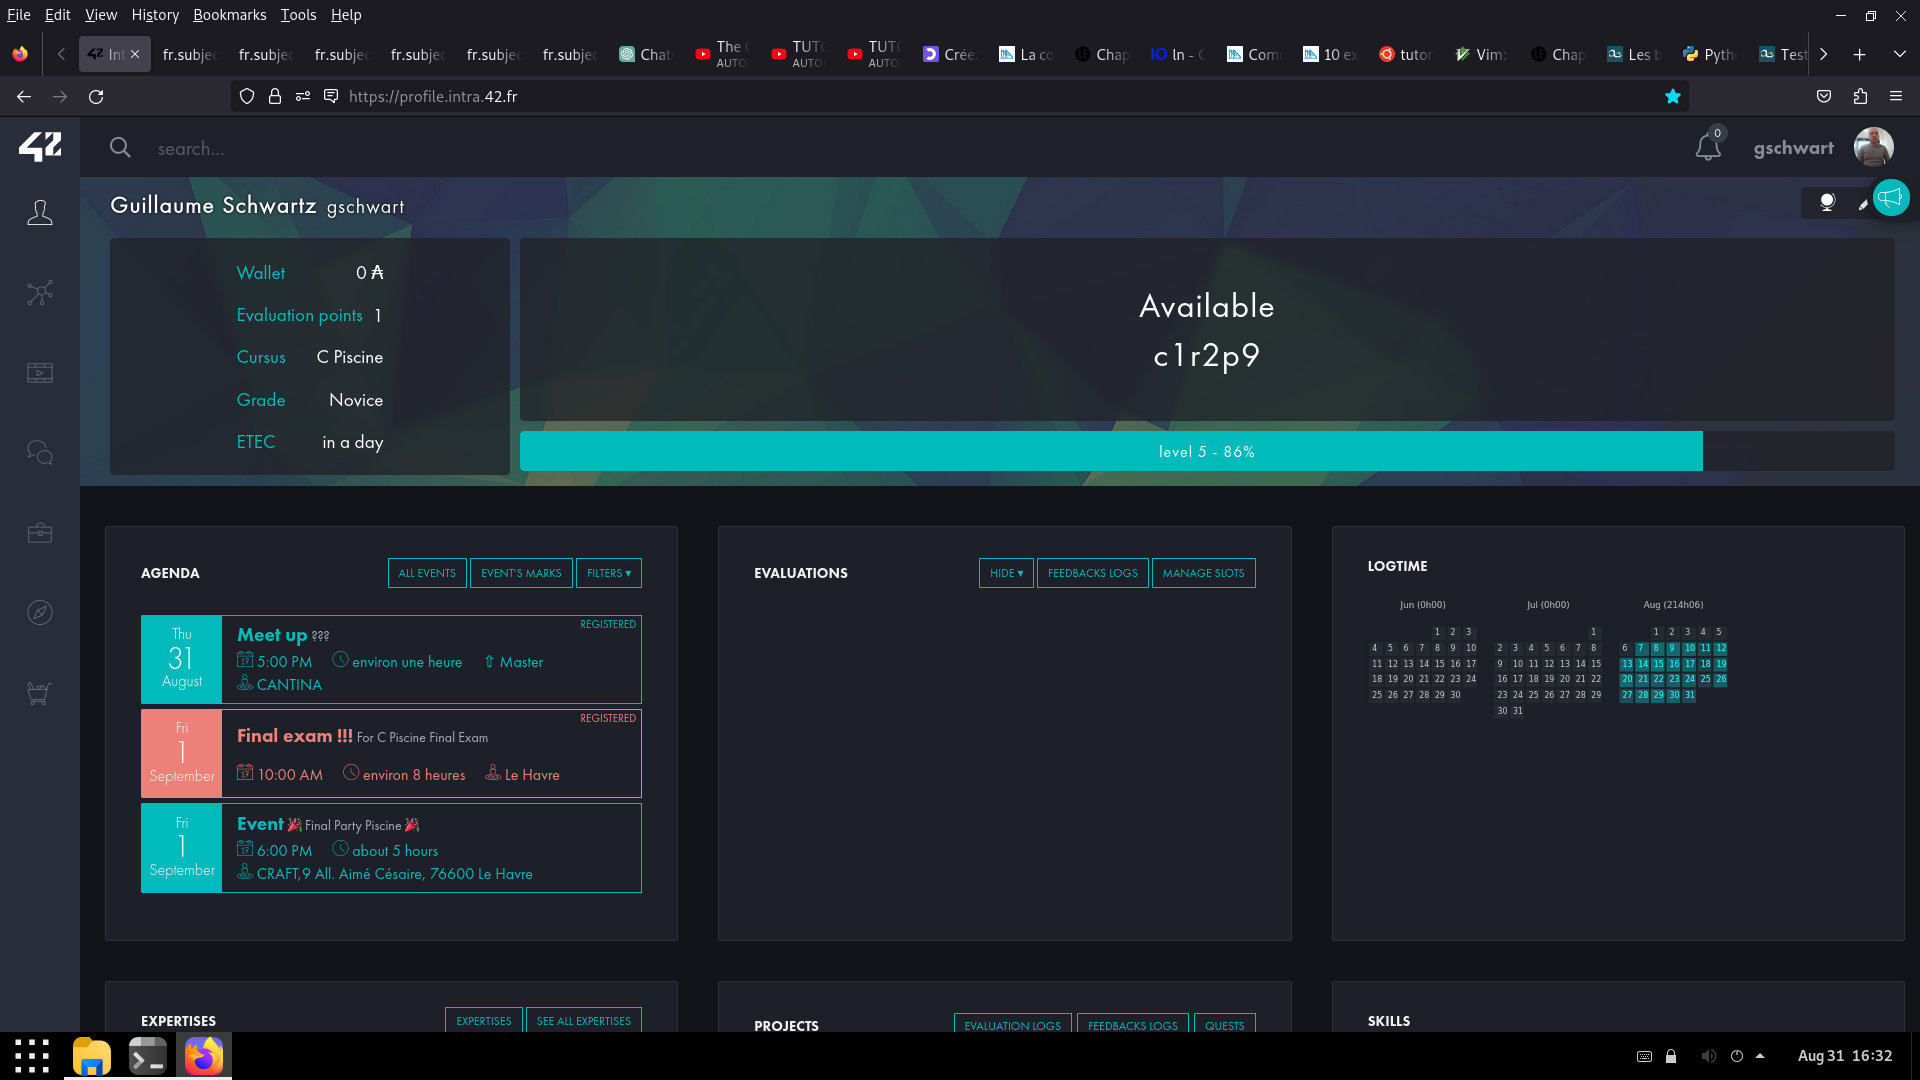 File Edit View History Bookmarks Tools Help
42 Int
fr.subjec
fr.subjec
fr.subjec
fr.subjec
fr.subjec
fr.subjec
Chat
The
AUTO
TUTO
AUTO
TUTO
AUTO
Crée
La co
Chap
In - C
Com
10 ex
tutor
Vim:
Chap
Les b
Pyth
Test
https://profile.intra.42.fr
42
search...
0
gschwart
Guillaume Schwartz gschwart
Wallet 0 ₳
Evaluation points 1
Cursus C Piscine
Grade Novice
ETEC in a day
Available
c1r2p9
level 5 - 86%
AGENDA
ALL EVENTS EVENT'S MARKS FILTERS ▾
Thu
31
August
REGISTERED
Meet up ???
5:00 PM environ une heure ⇧ Master
CANTINA
Fri
1
September
REGISTERED
Final exam !!! For C Piscine Final Exam
10:00 AM environ 8 heures Le Havre
Fri
1
September
Event 🎉 Final Party Piscine 🎉
6:00 PM about 5 hours
CRAFT,9 All. Aimé Césaire, 76600 Le Havre
EVALUATIONS
HIDE ▾ FEEDBACKS LOGS MANAGE SLOTS
LOGTIME
Jun (0h00)
1 2 3
4 5 6 7 8 9 10
11 12 13 14 15 16 17
18 19 20 21 22 23 24
25 26 27 28 29 30
Jul (0h00)
1
2 3 4 5 6 7 8
9 10 11 12 13 14 15
16 17 18 19 20 21 22
23 24 25 26 27 28 29
30 31
Aug (214h06)
1 2 3 4 5
6 7 8 9 10 11 12
13 14 15 16 17 18 19
20 21 22 23 24 25 26
27 28 29 30 31
EXPERTISES
EXPERTISES SEE ALL EXPERTISES
PROJECTS
EVALUATION LOGS FEEDBACKS LOGS QUESTS
SKILLS
Aug 31 16:32